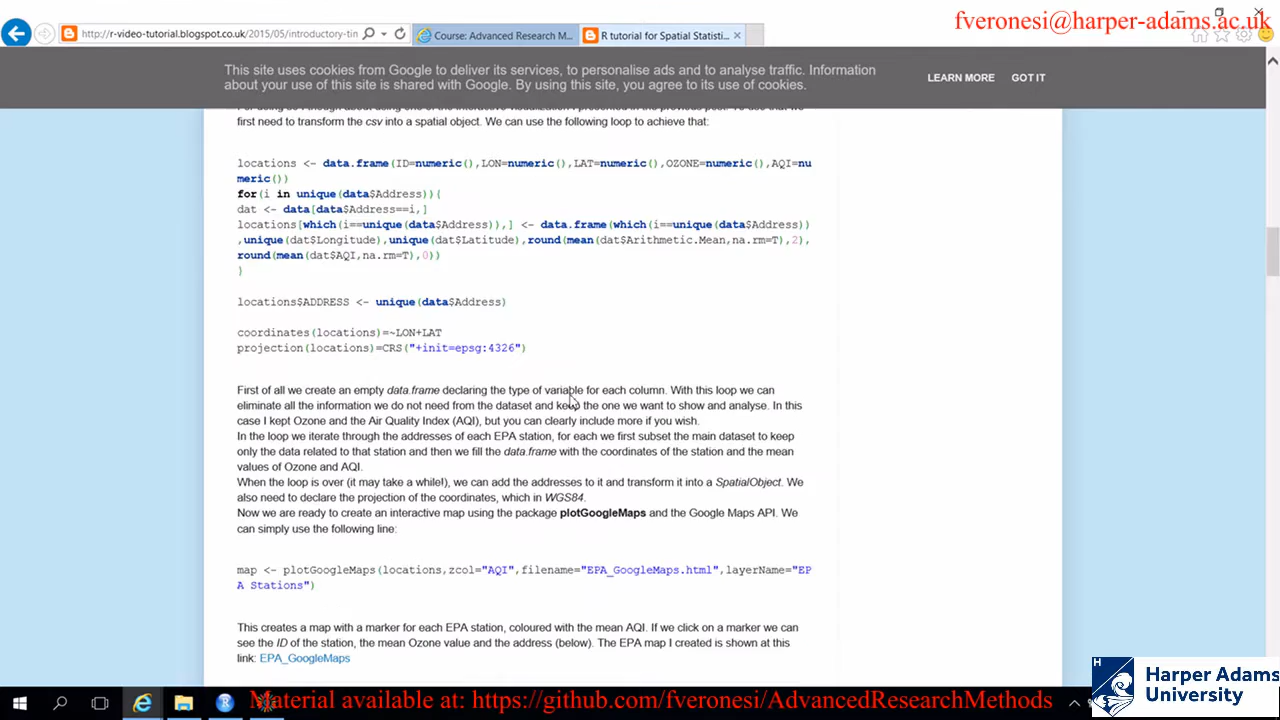 fveronesi@harper-adams.ac.uk
http://r-video-tutorial.blogspot.co.uk/2015/05/introductory-tin
Course: Advanced Research M...
R tutorial for Spatial Statisti...
This site uses cookies from Google to deliver its services, to personalise ads and to analyse traffic. Information
about your use of this site is shared with Google. By using this site, you agree to its use of cookies.
LEARN MORE GOT IT
first need to transform the csv into a spatial object. We can use the following loop to achieve that:
locations <- data.frame(ID=numeric(),LON=numeric(),LAT=numeric(),OZONE=numeric(),AQI=nu
meric())
for(i in unique(data$Address)){
dat <- data[data$Address==i,]
locations[which(i==unique(data$Address)),] <- data.frame(which(i==unique(data$Address))
,unique(dat$Longitude),unique(dat$Latitude),round(mean(dat$Arithmetic.Mean,na.rm=T),2),
round(mean(dat$AQI,na.rm=T),0))
}
locations$ADDRESS <- unique(data$Address)
coordinates(locations)=~LON+LAT
projection(locations)=CRS("+init=epsg:4326")
First of all we create an empty data.frame declaring the type of variable for each column. With this loop we can
eliminate all the information we do not need from the dataset and keep the one we want to show and analyse. In this
case I kept Ozone and the Air Quality Index (AQI), but you can clearly include more if you wish.
In the loop we iterate through the addresses of each EPA station, for each we first subset the main dataset to keep
only the data related to that station and then we fill the data.frame with the coordinates of the station and the mean
values of Ozone and AQI.
When the loop is over (it may take a while!), we can add the addresses to it and transform it into a SpatialObject. We
also need to declare the projection of the coordinates, which in WGS84.
Now we are ready to create an interactive map using the package plotGoogleMaps and the Google Maps API. We
can simply use the following line:
map <- plotGoogleMaps(locations,zcol="AQI",filename="EPA_GoogleMaps.html",layerName="EP
A Stations")
This creates a map with a marker for each EPA station, coloured with the mean AQI. If we click on a marker we can
see the ID of the station, the mean Ozone value and the address (below). The EPA map I created is shown at this
link: EPA_GoogleMaps
Material available at: https://github.com/fveronesi/AdvancedResearchMethods
H
Harper Adams
University